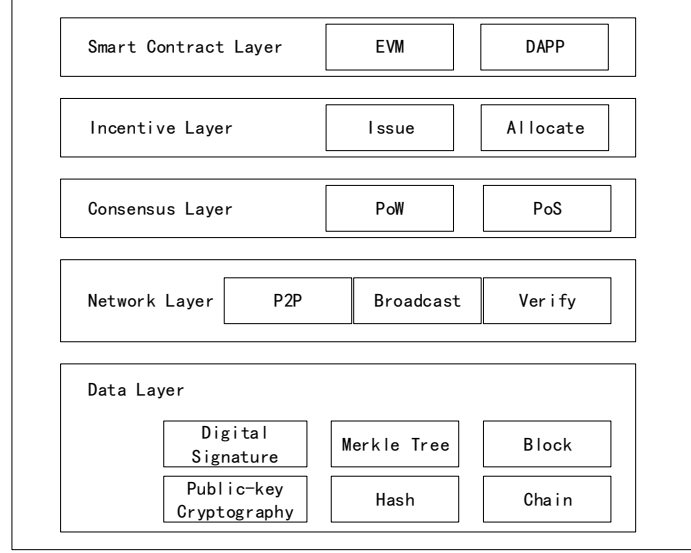 Smart Contract Layer EVM DAPP
Incentive Layer Issue Allocate
Consensus Layer PoW PoS
Network Layer P2P Broadcast Verify
Data Layer
Digital
Signature
Merkle Tree
Block
Public-key
Cryptography
Hash
Chain